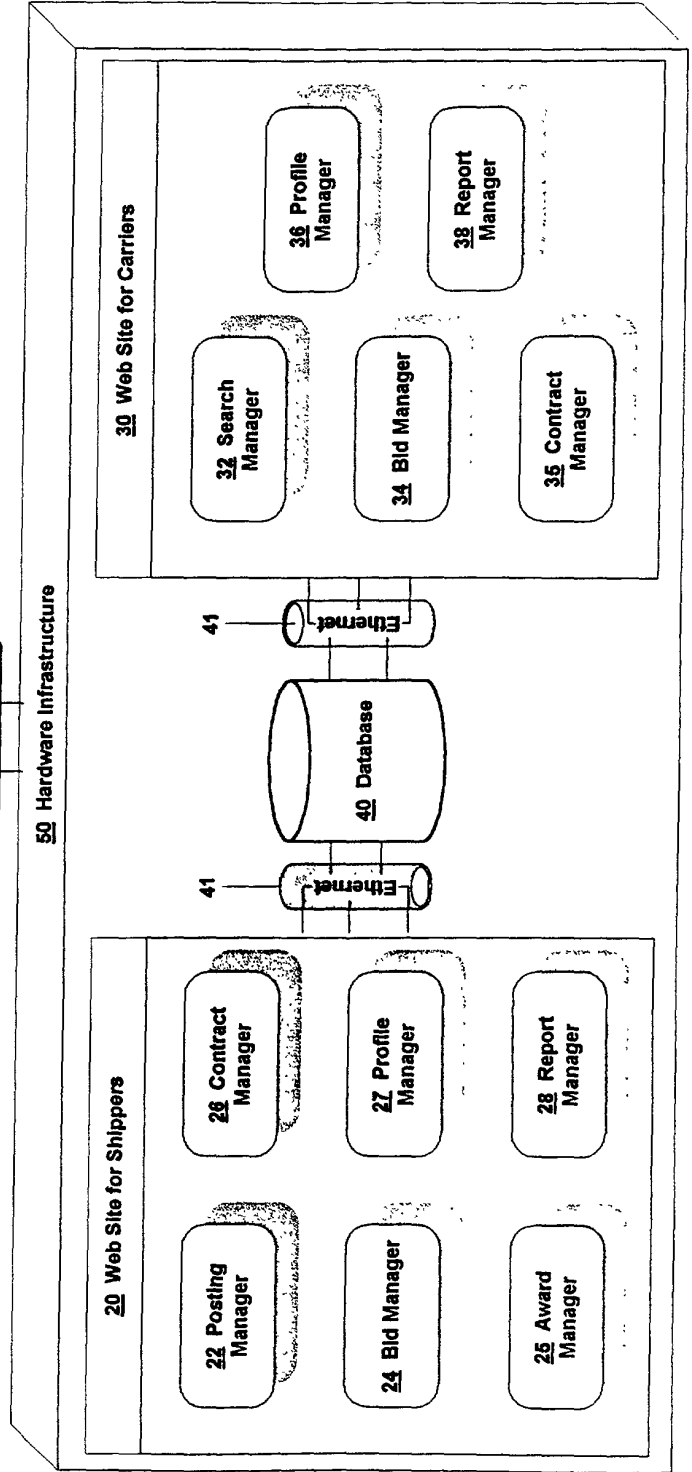 50 Hardware Infrastructure
20 Web Site for Shippers
22 Posting
Manager
26 Contract
Manager
24 Bid Manager
27 Profile
Manager
25 Award
Manager
28 Report
Manager
41
Ethernet
40 Database
41
Ethernet
30 Web Site for Carriers
32 Search
Manager
36 Profile
Manager
34 Bid Manager
38 Report
Manager
35 Contract
Manager